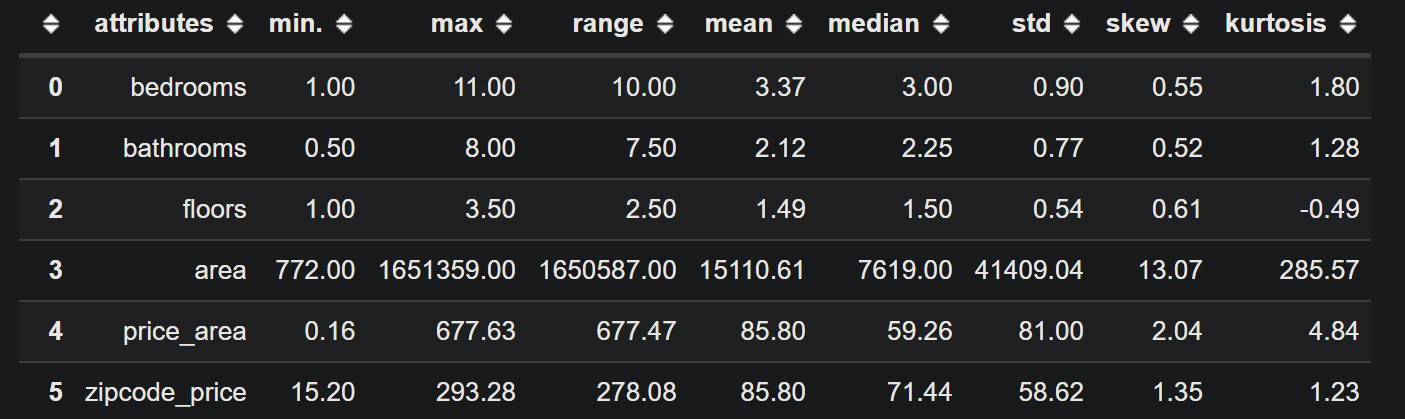 attributes min. max range mean median std skew kurtosis
0 bedrooms 1.00 11.00 10.00 3.37 3.00 0.90 0.55 1.80
1 bathrooms 0.50 8.00 7.50 2.12 2.25 0.77 0.52 1.28
2 floors 1.00 3.50 2.50 1.49 1.50 0.54 0.61 -0.49
3 area 772.00 1651359.00 1650587.00 15110.61 7619.00 41409.04 13.07 285.57
4 price_area 0.16 677.63 677.47 85.80 59.26 81.00 2.04 4.84
5 zipcode_price 15.20 293.28 278.08 85.80 71.44 58.62 1.35 1.23